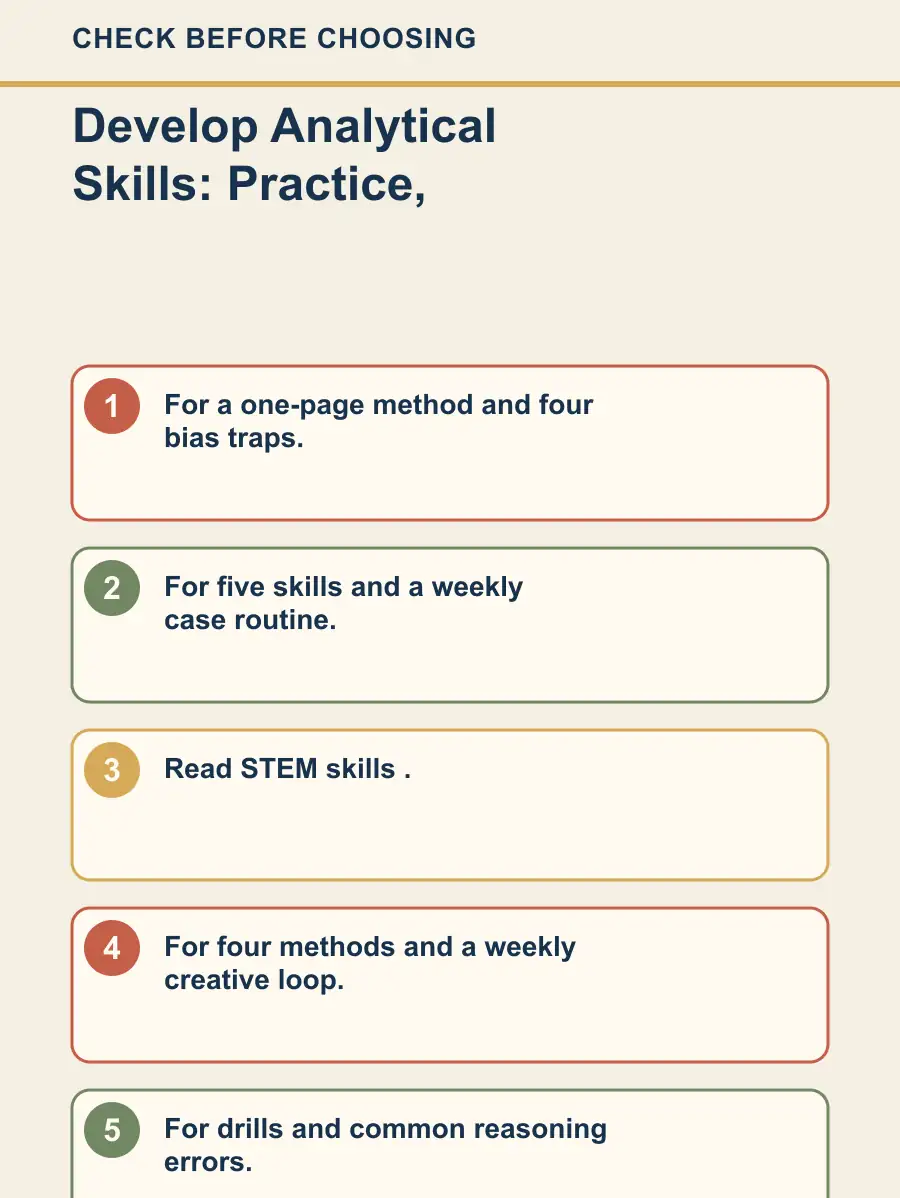 CHECK BEFORE CHOOSING
Develop Analytical
Skills: Practice,
1
For a one-page method and four
bias traps.
2
For five skills and a weekly
case routine.
3
Read STEM skills .
4
For four methods and a weekly
creative loop.
5
For drills and common reasoning
errors.